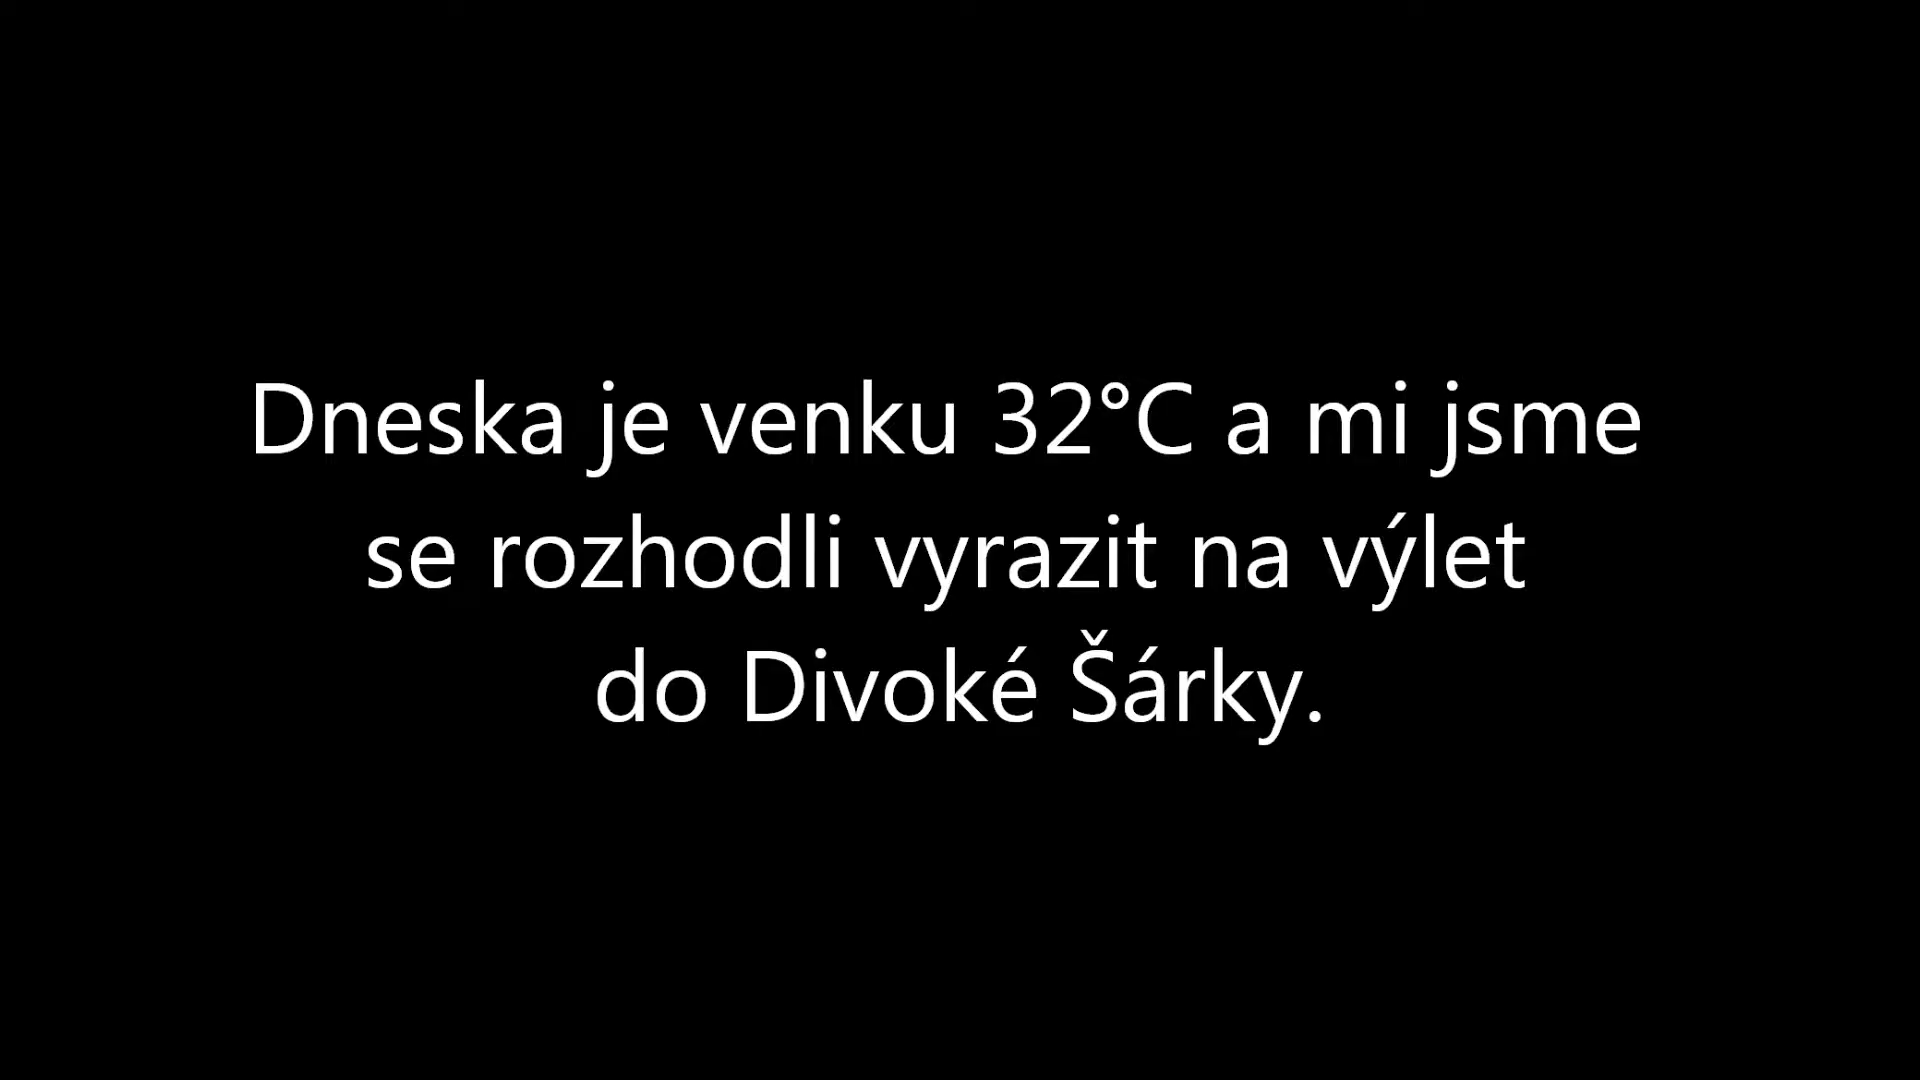 Dneska je venku 32°C a mi jsme
se rozhodli vyrazit na výlet
do Divoké Šárky.